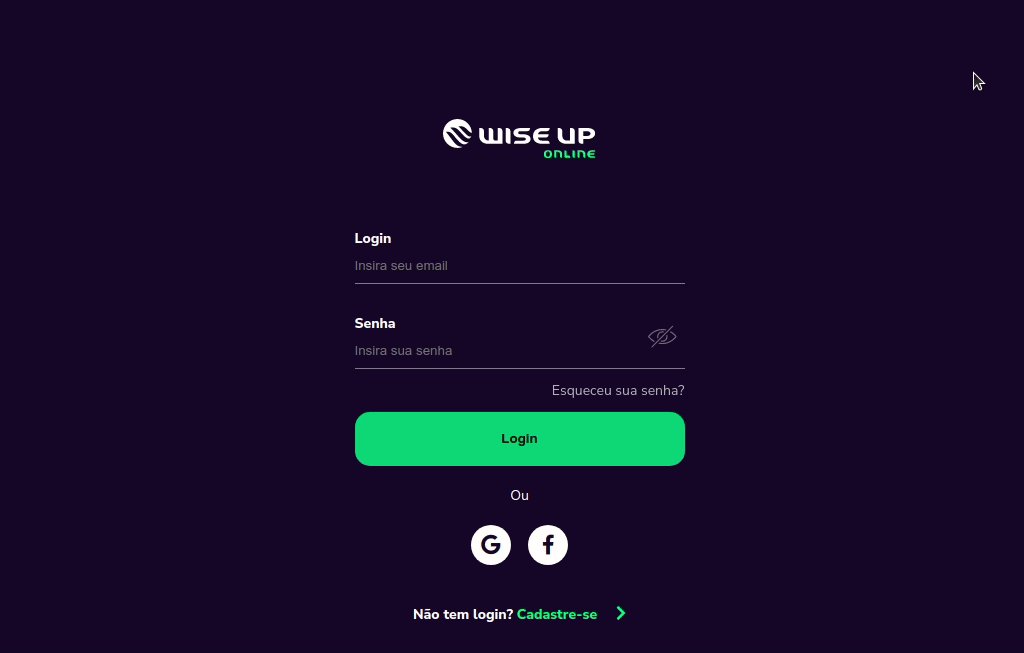 WISE UP
ONLINE
Login
Insira seu email
Senha
Insira sua senha
Esqueceu sua senha?
Login
Ou
G f
Não tem login? Cadastre-se